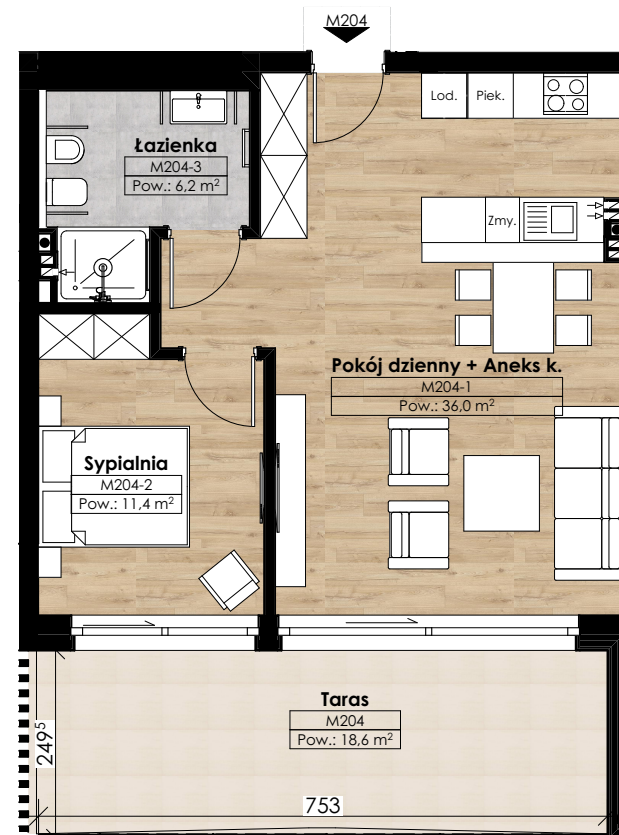 M204
Lod. Piek.
Łazienka
M204-3
Pow.: 6,2 m²
Zmy.
Pokój dzienny + Aneks k.
M204-1
Pow.: 36,0 m²
Sypialnia
M204-2
Pow.: 11,4 m²
Taras
M204
Pow.: 18,6 m²
249⁵
753